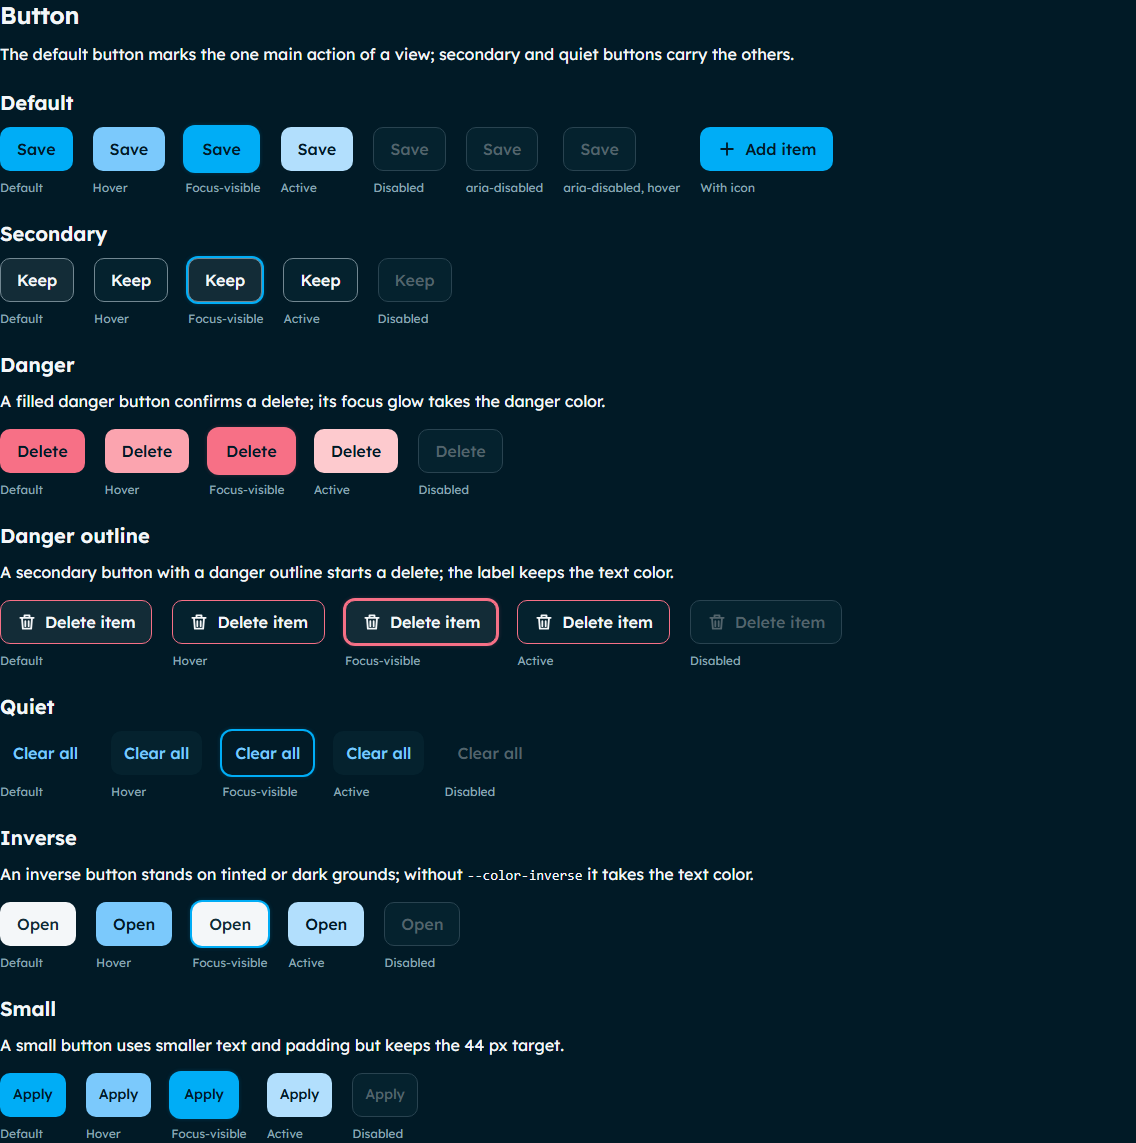 Button
The default button marks the one main action of a view; secondary and quiet buttons carry the others.
Default
Save Save Save Save Save Save Save + Add item
Default Hover Focus-visible Active Disabled aria-disabled aria-disabled, hover With icon
Secondary
Keep Keep Keep Keep Keep
Default Hover Focus-visible Active Disabled
Danger
A filled danger button confirms a delete; its focus glow takes the danger color.
Delete Delete Delete Delete Delete
Default Hover Focus-visible Active Disabled
Danger outline
A secondary button with a danger outline starts a delete; the label keeps the text color.
Delete item Delete item Delete item Delete item Delete item
Default Hover Focus-visible Active Disabled
Quiet
Clear all Clear all Clear all Clear all Clear all
Default Hover Focus-visible Active Disabled
Inverse
An inverse button stands on tinted or dark grounds; without --color-inverse it takes the text color.
Open Open Open Open Open
Default Hover Focus-visible Active Disabled
Small
A small button uses smaller text and padding but keeps the 44 px target.
Apply Apply Apply Apply Apply
Default Hover Focus-visible Active Disabled